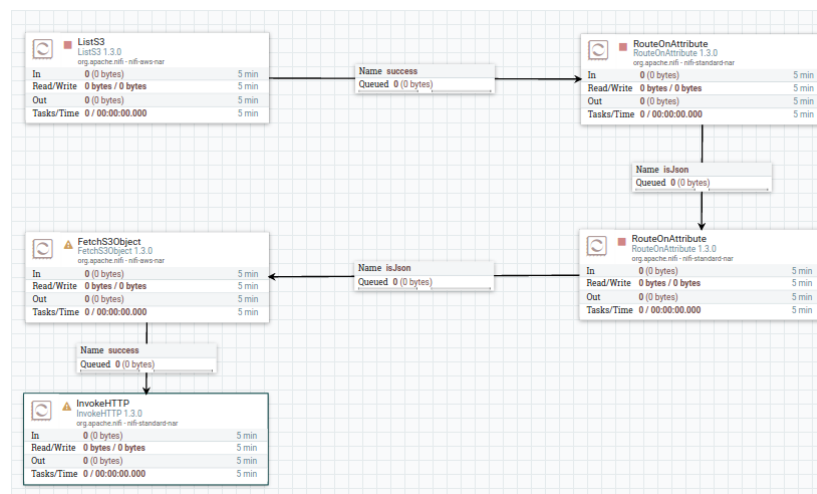 ListS3
ListS3 1.3.0
org.apache.nifi - nifi-aws-nar
In 0 (0 bytes) 5 min
Read/Write 0 bytes / 0 bytes 5 min
Out 0 (0 bytes) 5 min
Tasks/Time 0 / 00:00:00.000 5 min
Name success
Queued 0 (0 bytes)
RouteOnAttribute
RouteOnAttribute 1.3.0
org.apache.nifi - nifi-standard-nar
In 0 (0 bytes) 5 min
Read/Write 0 bytes / 0 bytes 5 min
Out 0 (0 bytes) 5 min
Tasks/Time 0 / 00:00:00.000 5 min
Name isJson
Queued 0 (0 bytes)
RouteOnAttribute
RouteOnAttribute 1.3.0
org.apache.nifi - nifi-standard-nar
In 0 (0 bytes) 5 min
Read/Write 0 bytes / 0 bytes 5 min
Out 0 (0 bytes) 5 min
Tasks/Time 0 / 00:00:00.000 5 min
Name isJson
Queued 0 (0 bytes)
FetchS3Object
FetchS3Object 1.3.0
org.apache.nifi - nifi-aws-nar
In 0 (0 bytes) 5 min
Read/Write 0 bytes / 0 bytes 5 min
Out 0 (0 bytes) 5 min
Tasks/Time 0 / 00:00:00.000 5 min
Name success
Queued 0 (0 bytes)
InvokeHTTP
InvokeHTTP 1.3.0
org.apache.nifi - nifi-standard-nar
In 0 (0 bytes) 5 min
Read/Write 0 bytes / 0 bytes 5 min
Out 0 (0 bytes) 5 min
Tasks/Time 0 / 00:00:00.000 5 min